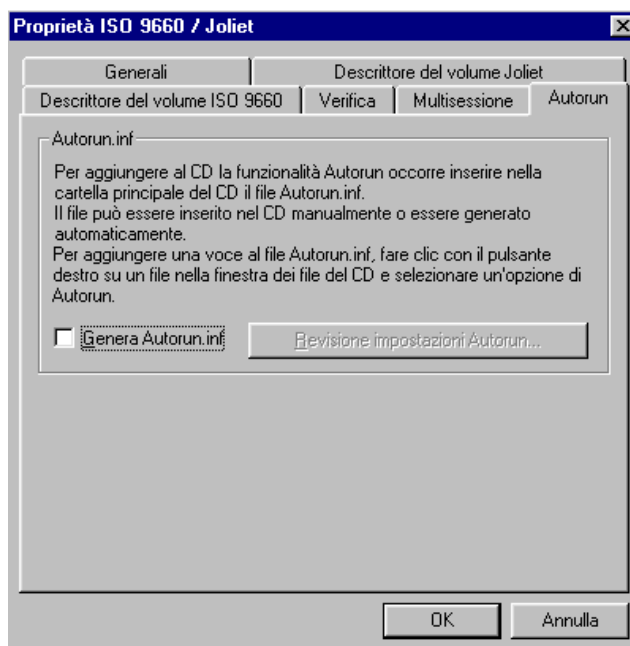 Proprietà ISO 9660 / Joliet
Generali
Descrittore del volume Joliet
Descrittore del volume ISO 9660
Verifica
Multisessione
Autorun
Autorun.inf
Per aggiungere al CD la funzionalità Autorun occorre inserire nella
cartella principale del CD il file Autorun.inf.
Il file può essere inserito nel CD manualmente o essere generato
automaticamente.
Per aggiungere una voce al file Autorun.inf, fare clic con il pulsante
destro su un file nella finestra dei file del CD e selezionare un'opzione di
Autorun.
Genera Autorun.inf
Revisione impostazioni Autorun...
OK
Annulla